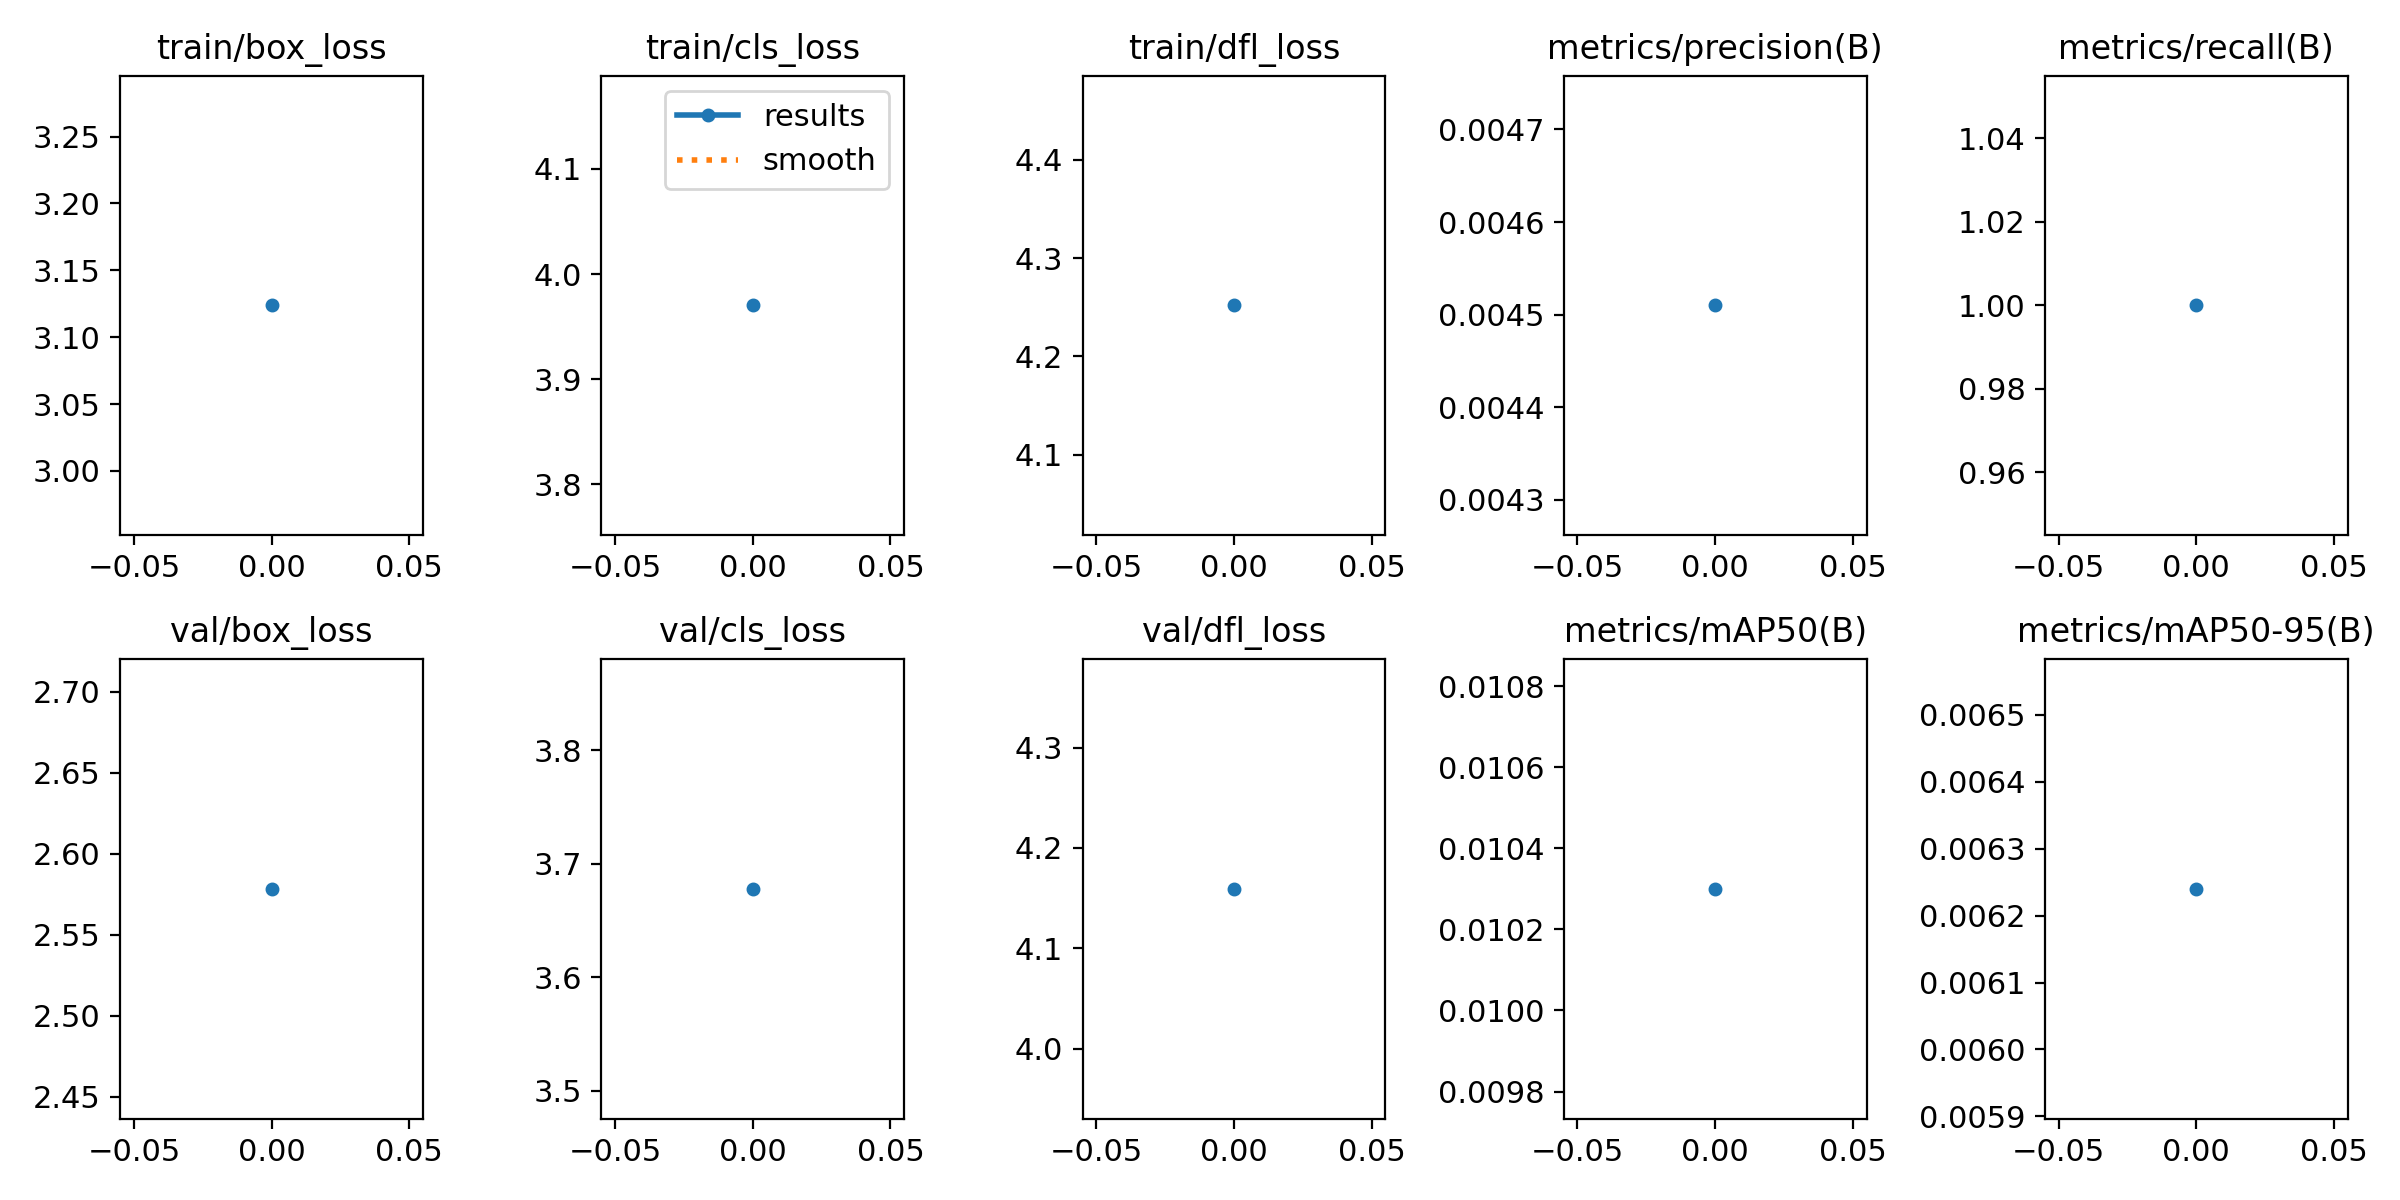 train/box_loss
3.25
3.20
3.15
3.10
3.05
3.00
−0.05 0.00 0.05
train/cls_loss
results
smooth
4.1
4.0
3.9
3.8
−0.05 0.00 0.05
train/dfl_loss
4.4
4.3
4.2
4.1
−0.05 0.00 0.05
metrics/precision(B)
0.0047
0.0046
0.0045
0.0044
0.0043
−0.05 0.00 0.05
metrics/recall(B)
1.04
1.02
1.00
0.98
0.96
−0.05 0.00 0.05
val/box_loss
2.70
2.65
2.60
2.55
2.50
2.45
−0.05 0.00 0.05
val/cls_loss
3.8
3.7
3.6
3.5
−0.05 0.00 0.05
val/dfl_loss
4.3
4.2
4.1
4.0
−0.05 0.00 0.05
metrics/mAP50(B)
0.0108
0.0106
0.0104
0.0102
0.0100
0.0098
−0.05 0.00 0.05
metrics/mAP50-95(B)
0.0065
0.0064
0.0063
0.0062
0.0061
0.0060
0.0059
−0.05 0.00 0.05